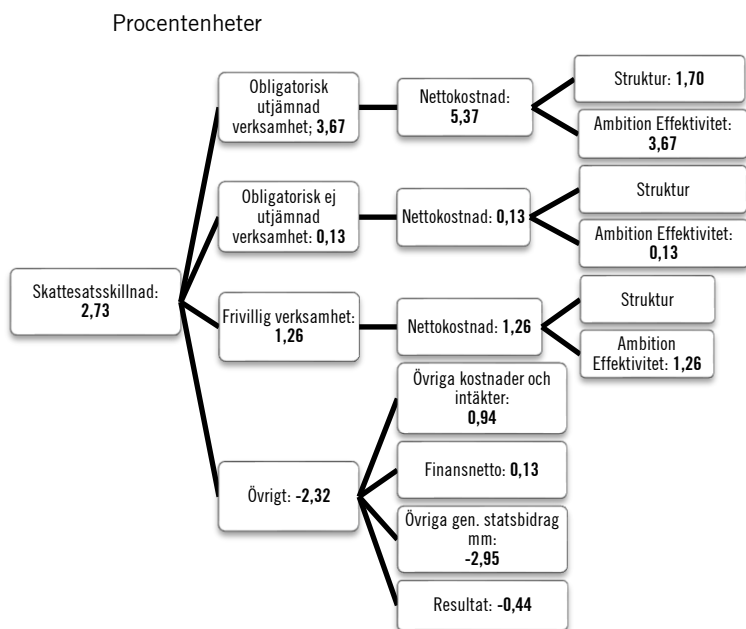 Procentenheter
Skattesatsskillnad:
2,73
Obligatorisk
utjämnad
verksamhet; 3,67
Nettokostnad:
5,37
Struktur: 1,70
Ambition Effektivitet:
3,67
Obligatorisk ej
utjämnad
verksamhet: 0,13
Nettokostnad: 0,13
Struktur
Ambition Effektivitet:
0,13
Frivillig verksamhet:
1,26
Nettokostnad: 1,26
Struktur
Ambition
Effektivitet: 1,26
Övrigt: -2,32
Övriga kostnader och
intäkter:
0,94
Finansnetto: 0,13
Övriga gen. statsbidrag
mm:
-2,95
Resultat: -0,44